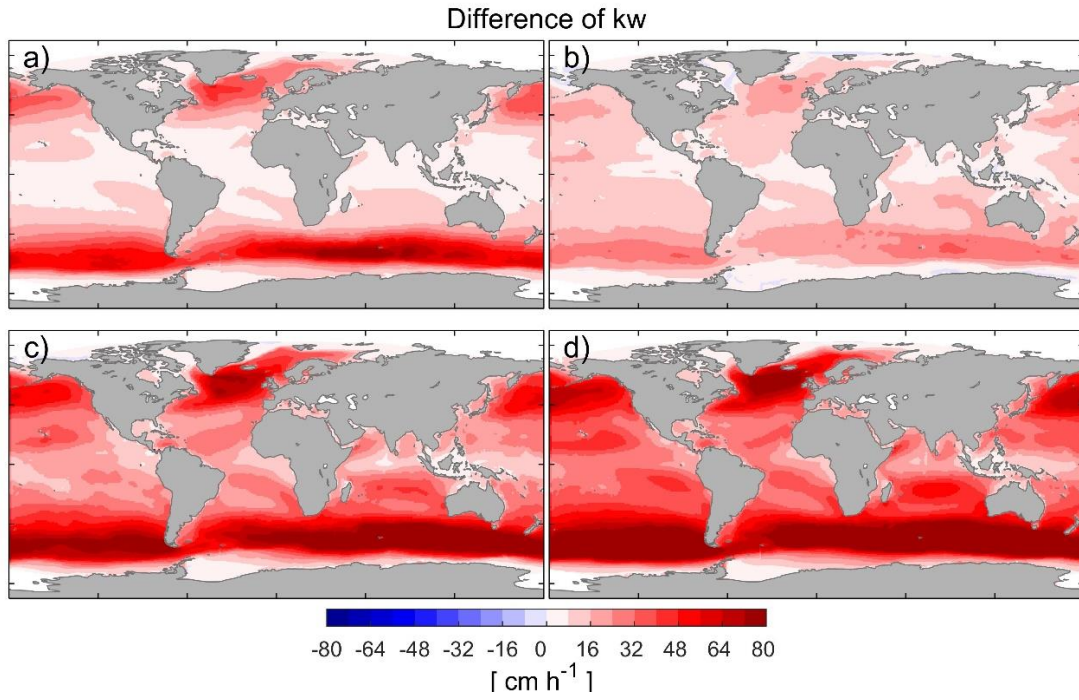 Difference of kw
a)
b)
c)
d)
-80 -64 -48 -32 -16 0 16 32 48 64 80
[ cm h⁻¹ ]